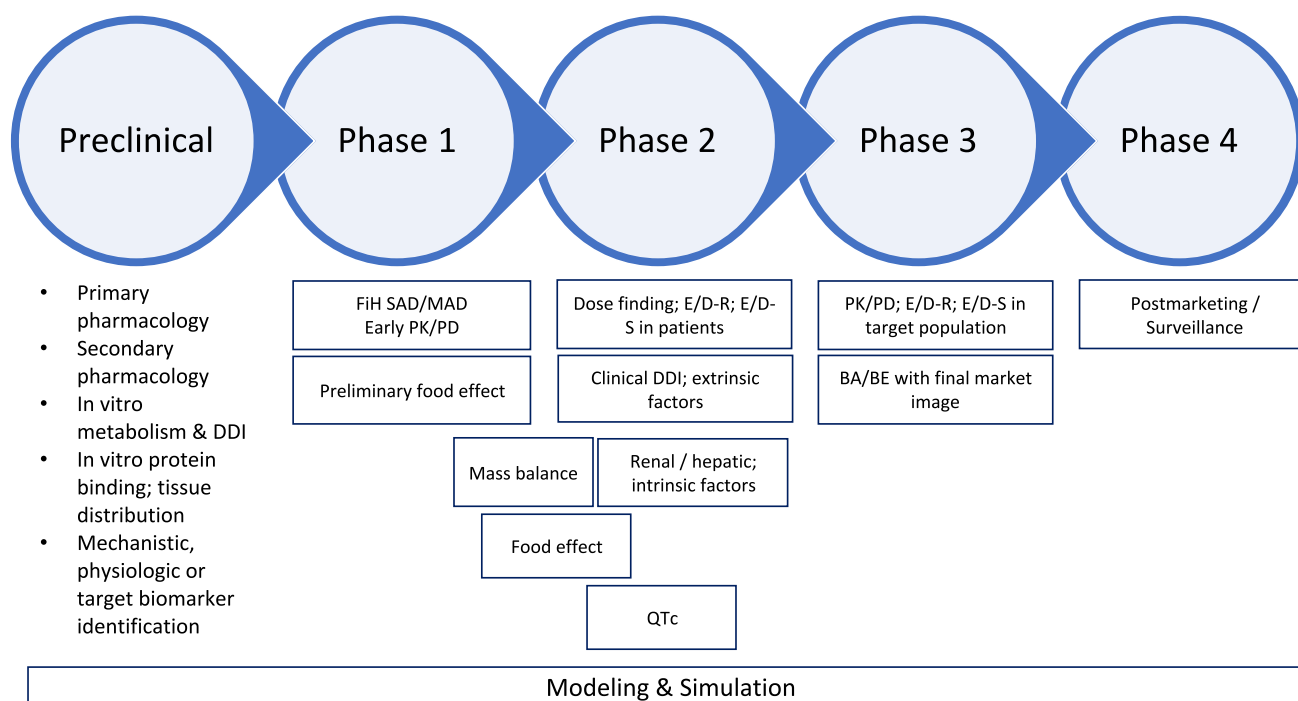 Preclinical
Phase 1
Phase 2
Phase 3
Phase 4
• Primary
pharmacology
• Secondary
pharmacology
• In vitro
metabolism & DDI
• In vitro protein
binding; tissue
distribution
• Mechanistic,
physiologic or
target biomarker
identification
FiH SAD/MAD
Early PK/PD
Preliminary food effect
Dose finding; E/D-R; E/D-
S in patients
Clinical DDI; extrinsic
factors
Mass balance
Renal / hepatic;
intrinsic factors
Food effect
QTc
PK/PD; E/D-R; E/D-S in
target population
BA/BE with final market
image
Postmarketing /
Surveillance
Modeling & Simulation